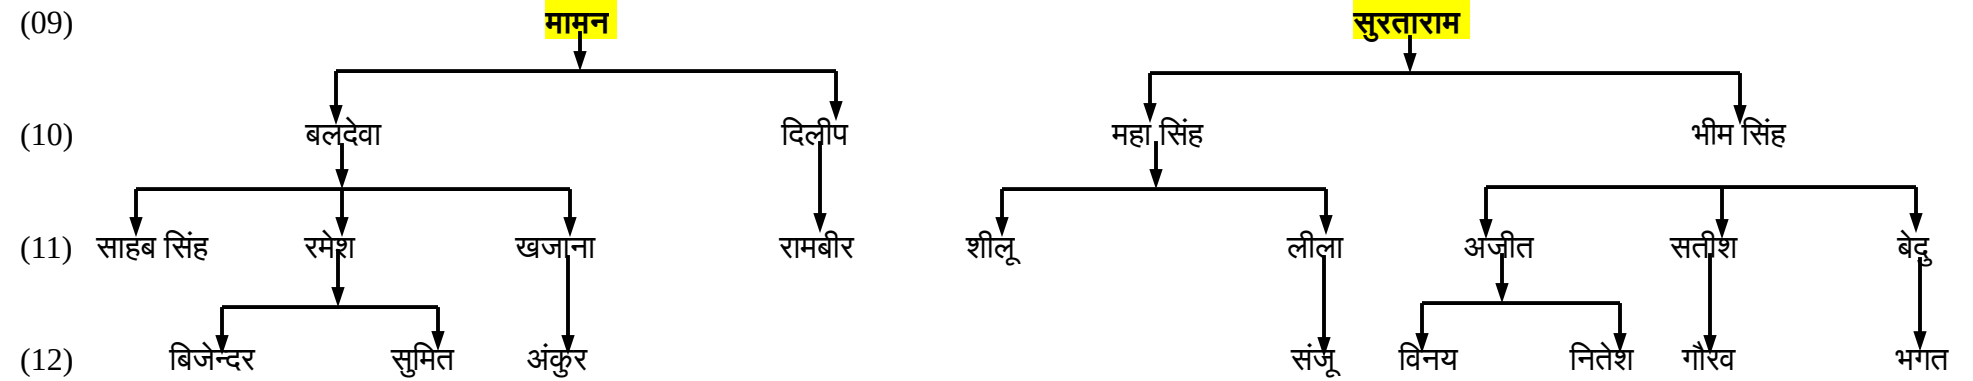 (09) मामन सुरताराम
(10) बलदेवा दिलीप महा सिंह भीम सिंह
(11) साहब सिंह रमेश खजाना रामबीर शीलू लीला अजीत सतीश बेदु
(12) बिजेन्दर सुमित अंकुर संजू विनय नितेश गौरव भगत